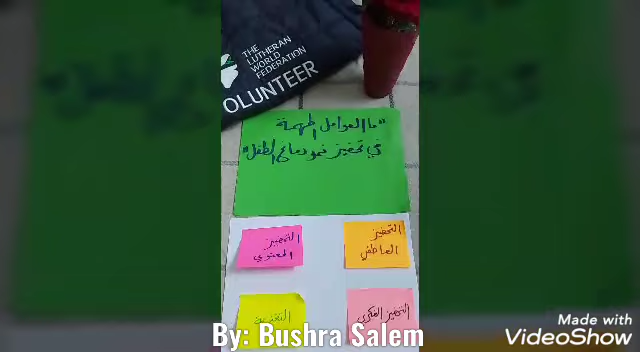 THE
LUTHERAN
WORLD
FEDERATION
OLUNTEER
"ما العوامل المهمة
في تحفيز نمو دماغ الطفل"
التحفيز
المعنوي
التحفيز
العاطفي
التغذية
التحفيز الفكري
By: Bushra Salem
Made with
VideoShow